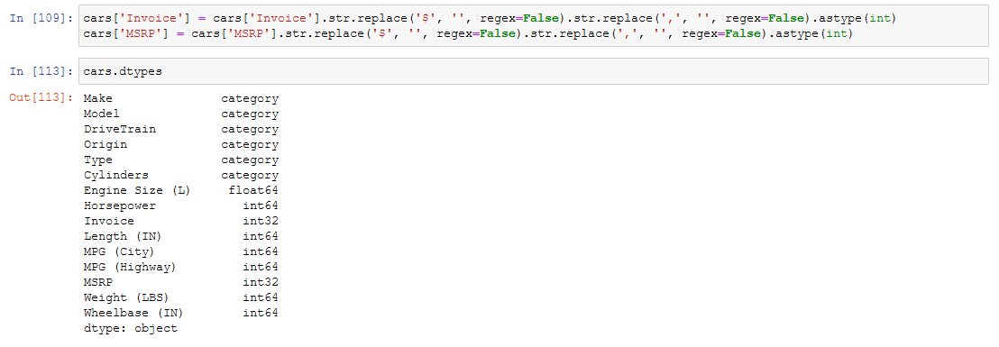 In [109]: cars['Invoice'] = cars['Invoice'].str.replace('$', '', regex=False).str.replace(',', '', regex=False).astype(int)
cars['MSRP'] = cars['MSRP'].str.replace('$', '', regex=False).str.replace(',', '', regex=False).astype(int)
In [113]: cars.dtypes
Out[113]: Make category
Model category
DriveTrain category
Origin category
Type category
Cylinders category
Engine Size (L) float64
Horsepower int64
Invoice int32
Length (IN) int64
MPG (City) int64
MPG (Highway) int64
MSRP int32
Weight (LBS) int64
Wheelbase (IN) int64
dtype: object